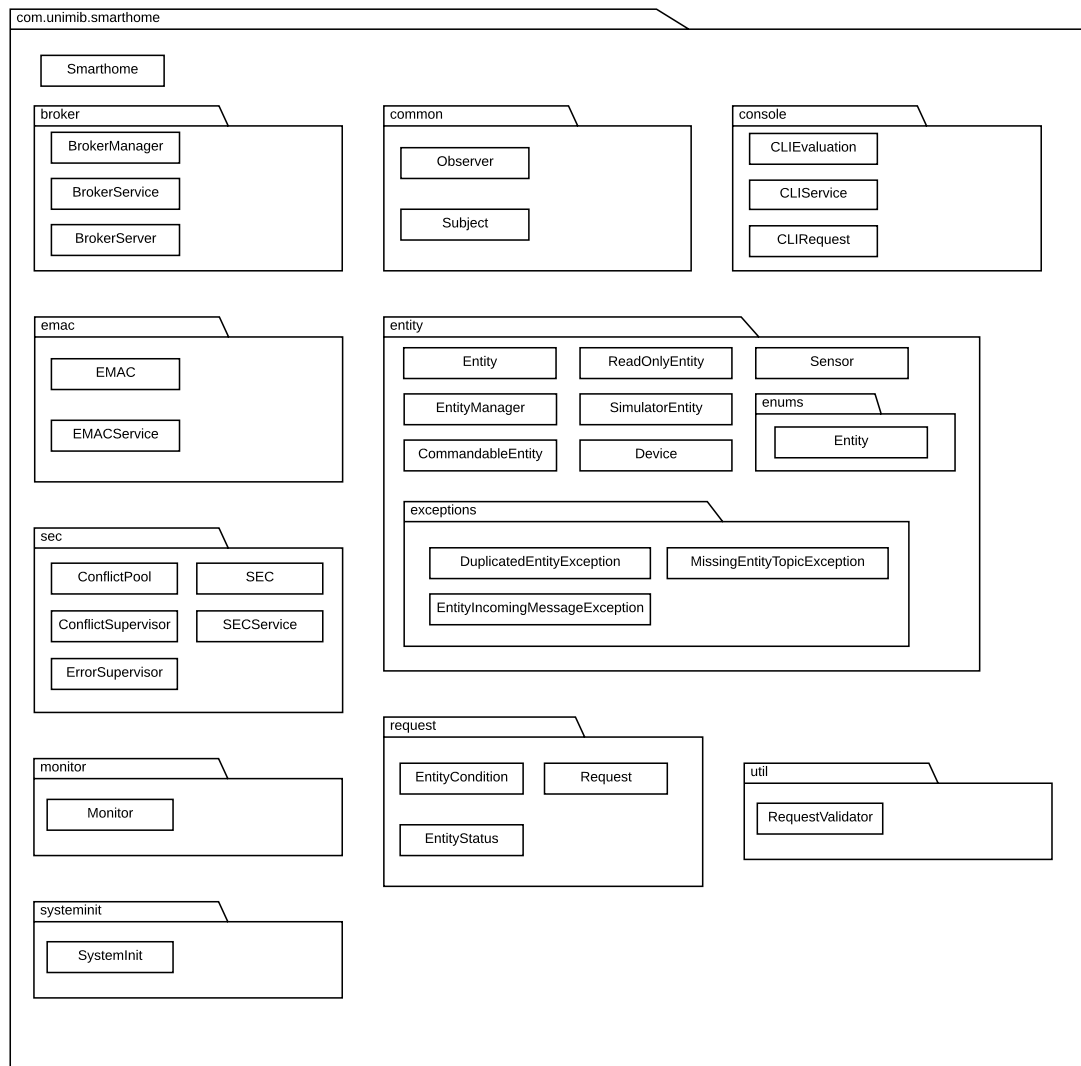 com.unimib.smarthome
Smarthome
broker
BrokerManager
BrokerService
BrokerServer
common
Observer
Subject
console
CLIEvaluation
CLIService
CLIRequest
emac
EMAC
EMACService
entity
Entity
ReadOnlyEntity
Sensor
EntityManager
SimulatorEntity
CommandableEntity
Device
enums
Entity
exceptions
DuplicatedEntityException
MissingEntityTopicException
EntityIncomingMessageException
sec
ConflictPool
SEC
ConflictSupervisor
SECService
ErrorSupervisor
monitor
Monitor
request
EntityCondition
Request
EntityStatus
util
RequestValidator
systeminit
SystemInit